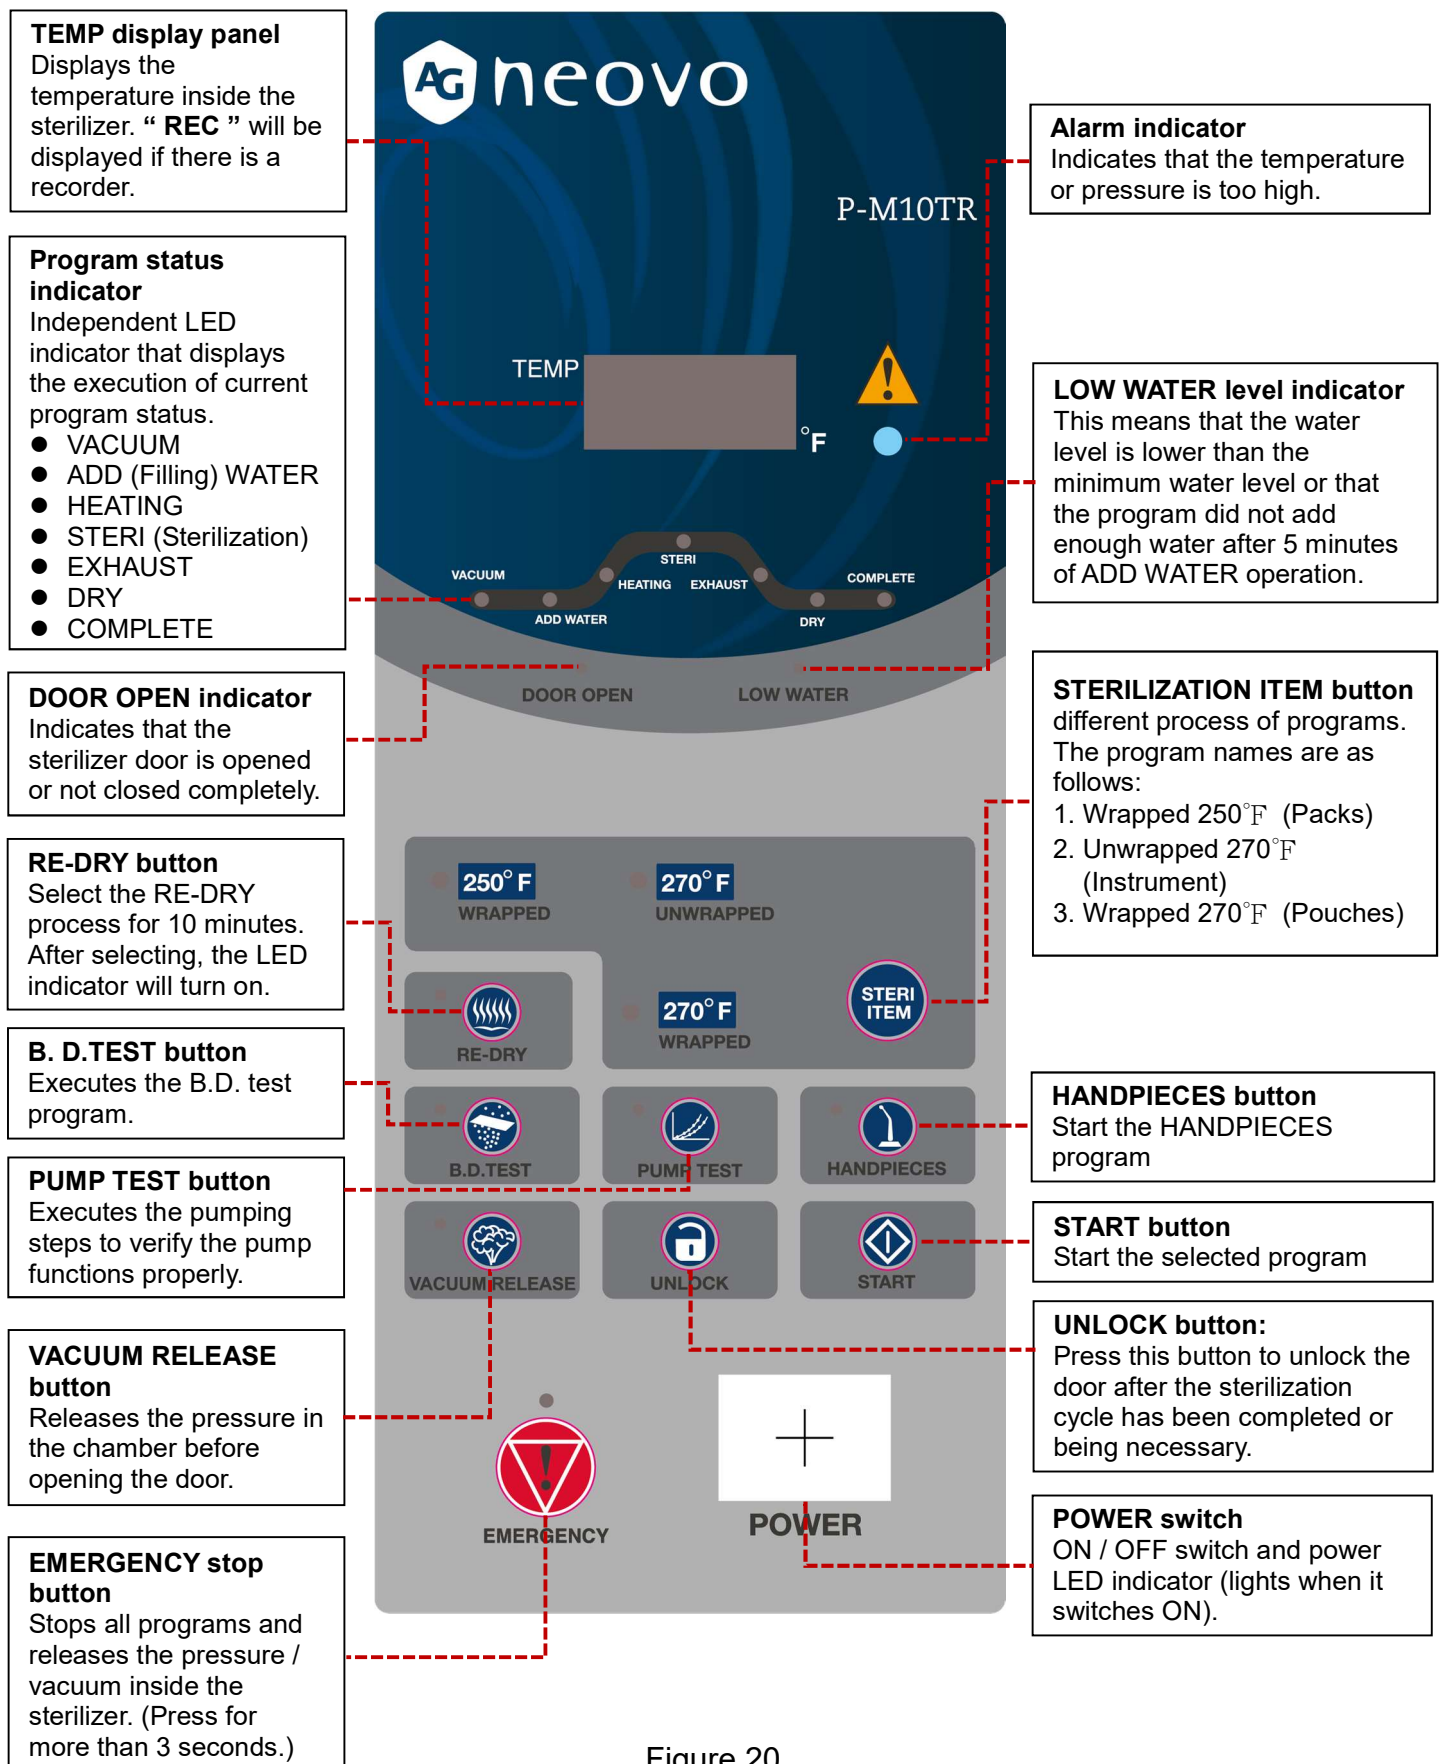 TEMP display panel
Displays the
temperature inside the
sterilizer. “ REC ” will be
displayed if there is a
recorder.
Program status
indicator
Independent LED
indicator that displays
the execution of current
program status.
● VACUUM
● ADD (Filling) WATER
● HEATING
● STERI (Sterilization)
● EXHAUST
● DRY
● COMPLETE
DOOR OPEN indicator
Indicates that the
sterilizer door is opened
or not closed completely.
RE-DRY button
Select the RE-DRY
process for 10 minutes.
After selecting, the LED
indicator will turn on.
B. D.TEST button
Executes the B.D. test
program.
PUMP TEST button
Executes the pumping
steps to verify the pump
functions properly.
VACUUM RELEASE
button
Releases the pressure in
the chamber before
opening the door.
EMERGENCY stop
button
Stops all programs and
releases the pressure /
vacuum inside the
sterilizer. (Press for
more than 3 seconds.)
AG neovo
P-M10TR
TEMP
°F
STERI
VACUUM
HEATING EXHAUST
COMPLETE
ADD WATER
DRY
DOOR OPEN
LOW WATER
250°F
WRAPPED
270°F
UNWRAPPED
270°F
WRAPPED
STERI
ITEM
RE-DRY
B.D.TEST
PUMP TEST
HANDPIECES
VACUUM RELEASE
UNLOCK
START
EMERGENCY
POWER
Alarm indicator
Indicates that the temperature
or pressure is too high.
LOW WATER level indicator
This means that the water
level is lower than the
minimum water level or that
the program did not add
enough water after 5 minutes
of ADD WATER operation.
STERILIZATION ITEM button
different process of programs.
The program names are as
follows:
1. Wrapped 250°F (Packs)
2. Unwrapped 270°F
(Instrument)
3. Wrapped 270°F (Pouches)
HANDPIECES button
Start the HANDPIECES
program
START button
Start the selected program
UNLOCK button:
Press this button to unlock the
door after the sterilization
cycle has been completed or
being necessary.
POWER switch
ON / OFF switch and power
LED indicator (lights when it
switches ON).
Figure 20